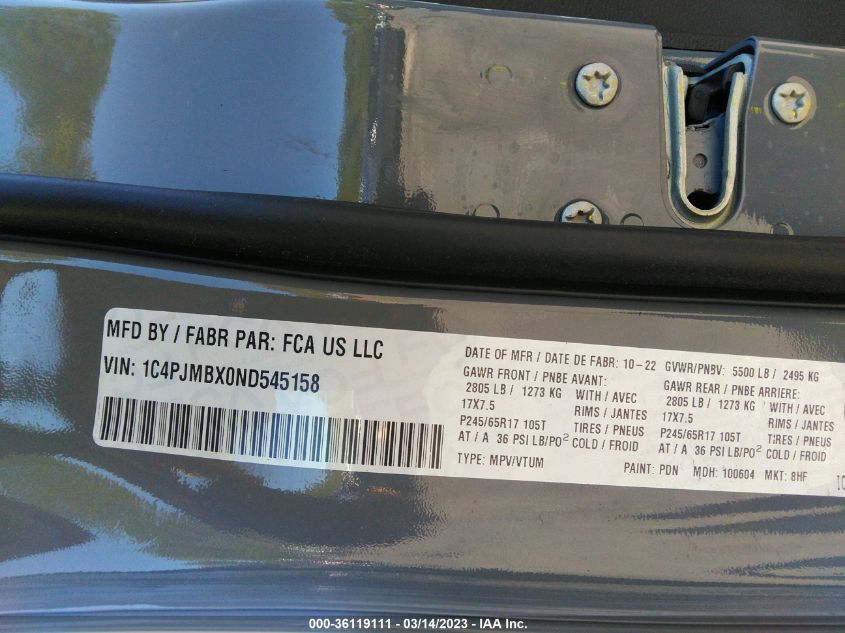 MFD BY / FABR PAR: FCA US LLC
VIN: 1C4PJMBX0ND545158
DATE OF MFR / DATE DE FABR: 10-22 GVWR/PNBV: 5500 LB / 2495 KG
GAWR FRONT / PNBE AVANT: GAWR REAR / PNBE ARRIERE:
2805 LB / 1273 KG WITH / AVEC 2805 LB / 1273 KG WITH / AVEC
17X7.5 RIMS / JANTES 17X7.5 RIMS / JANTES
P245/65R17 105T TIRES / PNEUS P245/65R17 105T TIRES / PNEUS
AT / A 36 PSI LB/PO² COLD / FROID AT / A 36 PSI LB/PO² COLD / FROID
TYPE: MPV/VTUM PAINT: PDN MDH: 100604 MKT: 8HF
000-36119111 - 03/14/2023 - IAA Inc.